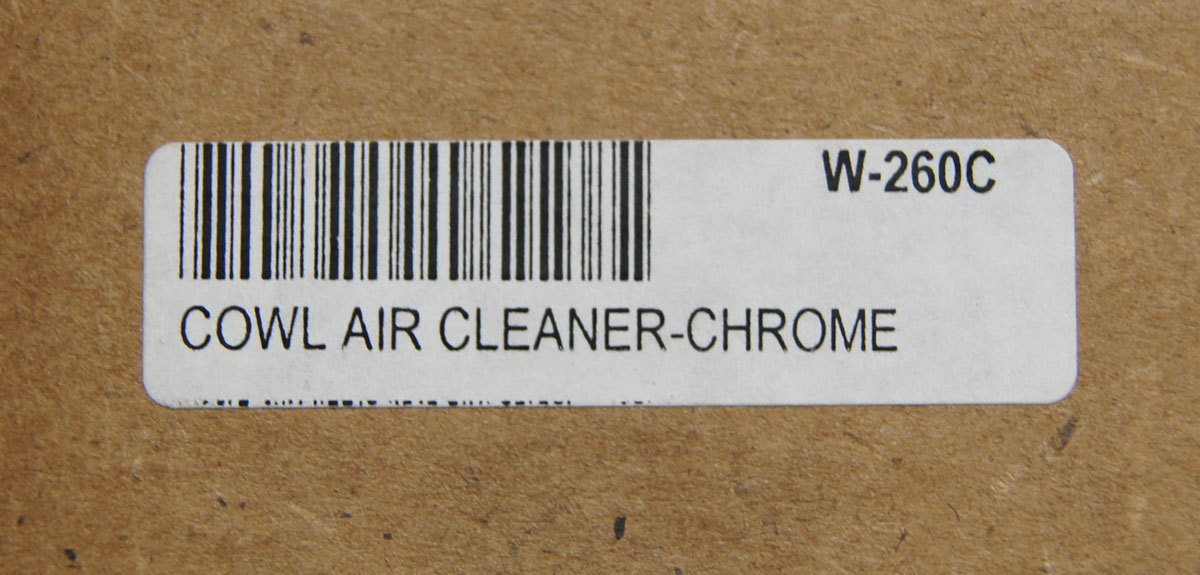 W-260C
COWL AIR CLEANER-CHROME